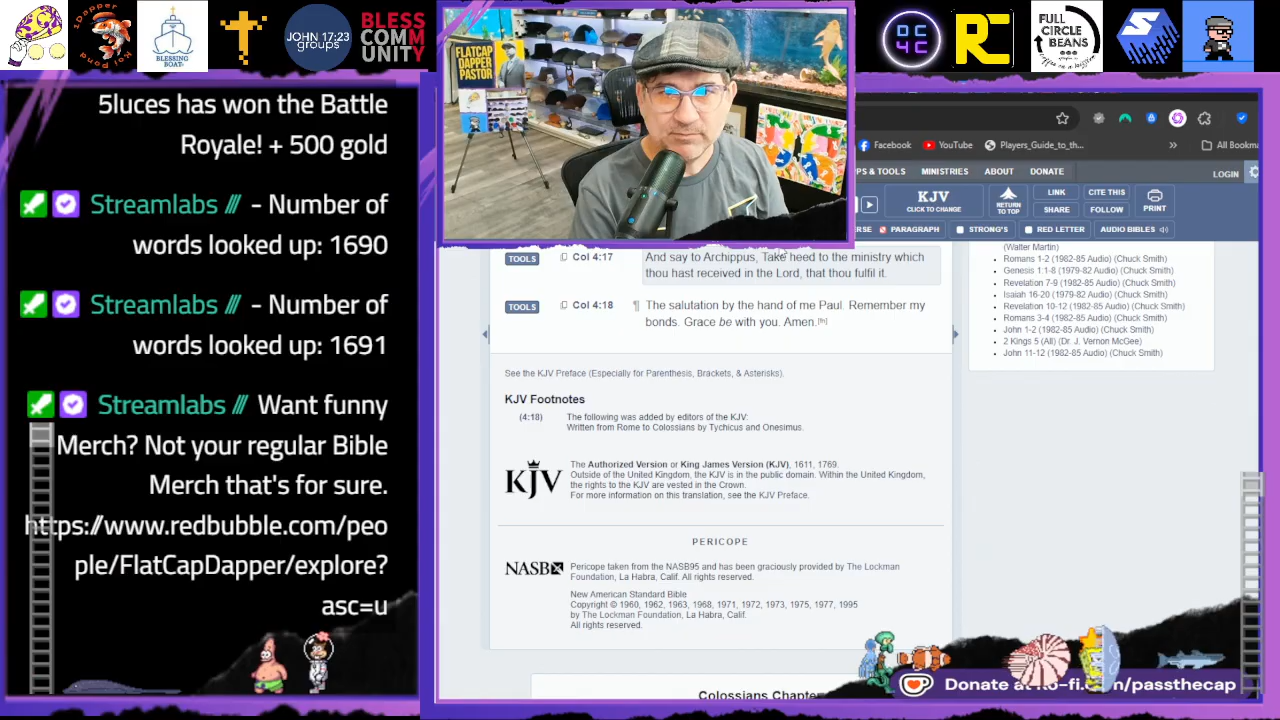 JOHN 17:23
groups
BLESSING BOAT
BLESS
COMM
UNITY
OC
4C
RC
FULL
CIRCLE
BEANS
5luces has won the Battle
Royale! + 500 gold
Streamlabs - Number of
words looked up: 1690
Streamlabs - Number of
words looked up: 1691
Streamlabs Want funny
Merch? Not your regular Bible
Merch that's for sure.
https://www.redbubble.com/peo
ple/FlatCapDapper/explore?
asc=u
FLATCAP
DAPPER
PASTOR
Facebook
YouTube
Players_Guide_to_th...
»
All Bookma
PS & TOOLS
MINISTRIES
ABOUT
DONATE
LOGIN
KJV
CLICK TO CHANGE
RETURN
TO TOP
LINK
CITE THIS
SHARE
FOLLOW
PRINT
RSE
PARAGRAPH
STRONG'S
RED LETTER
AUDIO BIBLES
TOOLS
Col 4:17
And say to Archippus, Take heed to the ministry which
thou hast received in the Lord, that thou fulfil it.
TOOLS
Col 4:18
¶ The salutation by the hand of me Paul. Remember my
bonds. Grace be with you. Amen.[fn]
See the KJV Preface (Especially for Parenthesis, Brackets, & Asterisks).
KJV Footnotes
(4:18)
The following was added by editors of the KJV:
Written from Rome to Colossians by Tychicus and Onesimus.
KJV
The Authorized Version or King James Version (KJV), 1611, 1769.
Outside of the United Kingdom, the KJV is in the public domain. Within the United Kingdom,
the rights to the KJV are vested in the Crown.
For more information on this translation, see the KJV Preface.
PERICOPE
NASB
Pericope taken from the NASB95 and has been graciously provided by The Lockman
Foundation, La Habra, Calif. All rights reserved.
New American Standard Bible
Copyright © 1960, 1962, 1963, 1968, 1971, 1972, 1973, 1975, 1977, 1995
by The Lockman Foundation, La Habra, Calif.
All rights reserved.
Colossians Chapter
(Walter Martin)
Romans 1-2 (1982-85 Audio) (Chuck Smith)
Genesis 1:1-8 (1979-82 Audio) (Chuck Smith)
Revelation 7-9 (1982-85 Audio) (Chuck Smith)
Isaiah 16-20 (1979-82 Audio) (Chuck Smith)
Revelation 10-12 (1982-85 Audio) (Chuck Smith)
Romans 3-4 (1982-85 Audio) (Chuck Smith)
John 1-2 (1982-85 Audio) (Chuck Smith)
2 Kings 5 (All) (Dr. J. Vernon McGee)
John 11-12 (1982-85 Audio) (Chuck Smith)
Donate at ko-fi.com/passthecap